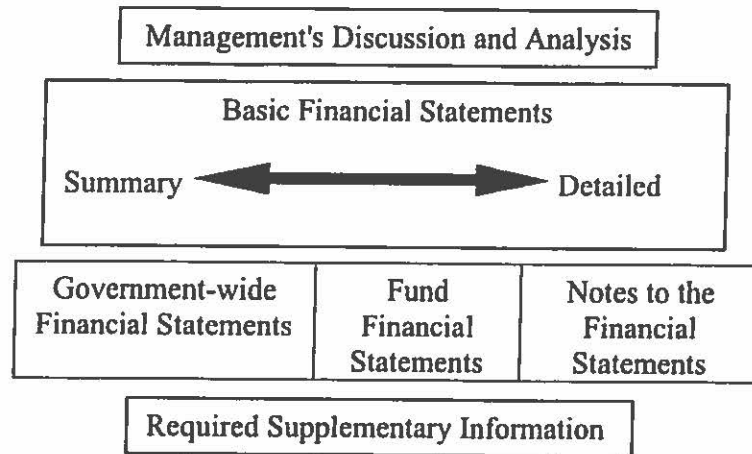 Management's Discussion and Analysis
Basic Financial Statements
Summary Detailed
Government-wide
Financial Statements
Fund
Financial
Statements
Notes to the
Financial
Statements
Required Supplementary Information